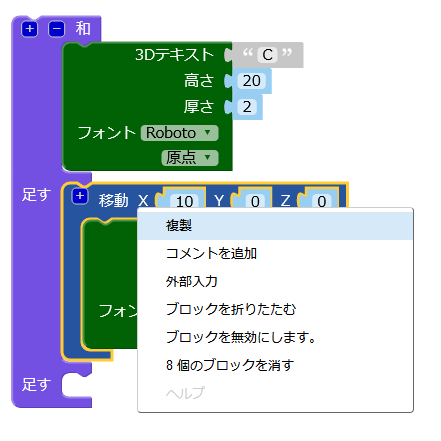 + - 和
3Dテキスト “ C ”
高さ 20
厚さ 2
フォント Roboto ▼
原点 ▼
足す + 移動 X 10 Y 0 Z 0
複製
コメントを追加
外部入力
フォン
ブロックを折りたたむ
ブロックを無効にします。
8 個のブロックを消す
足す
ヘルプ